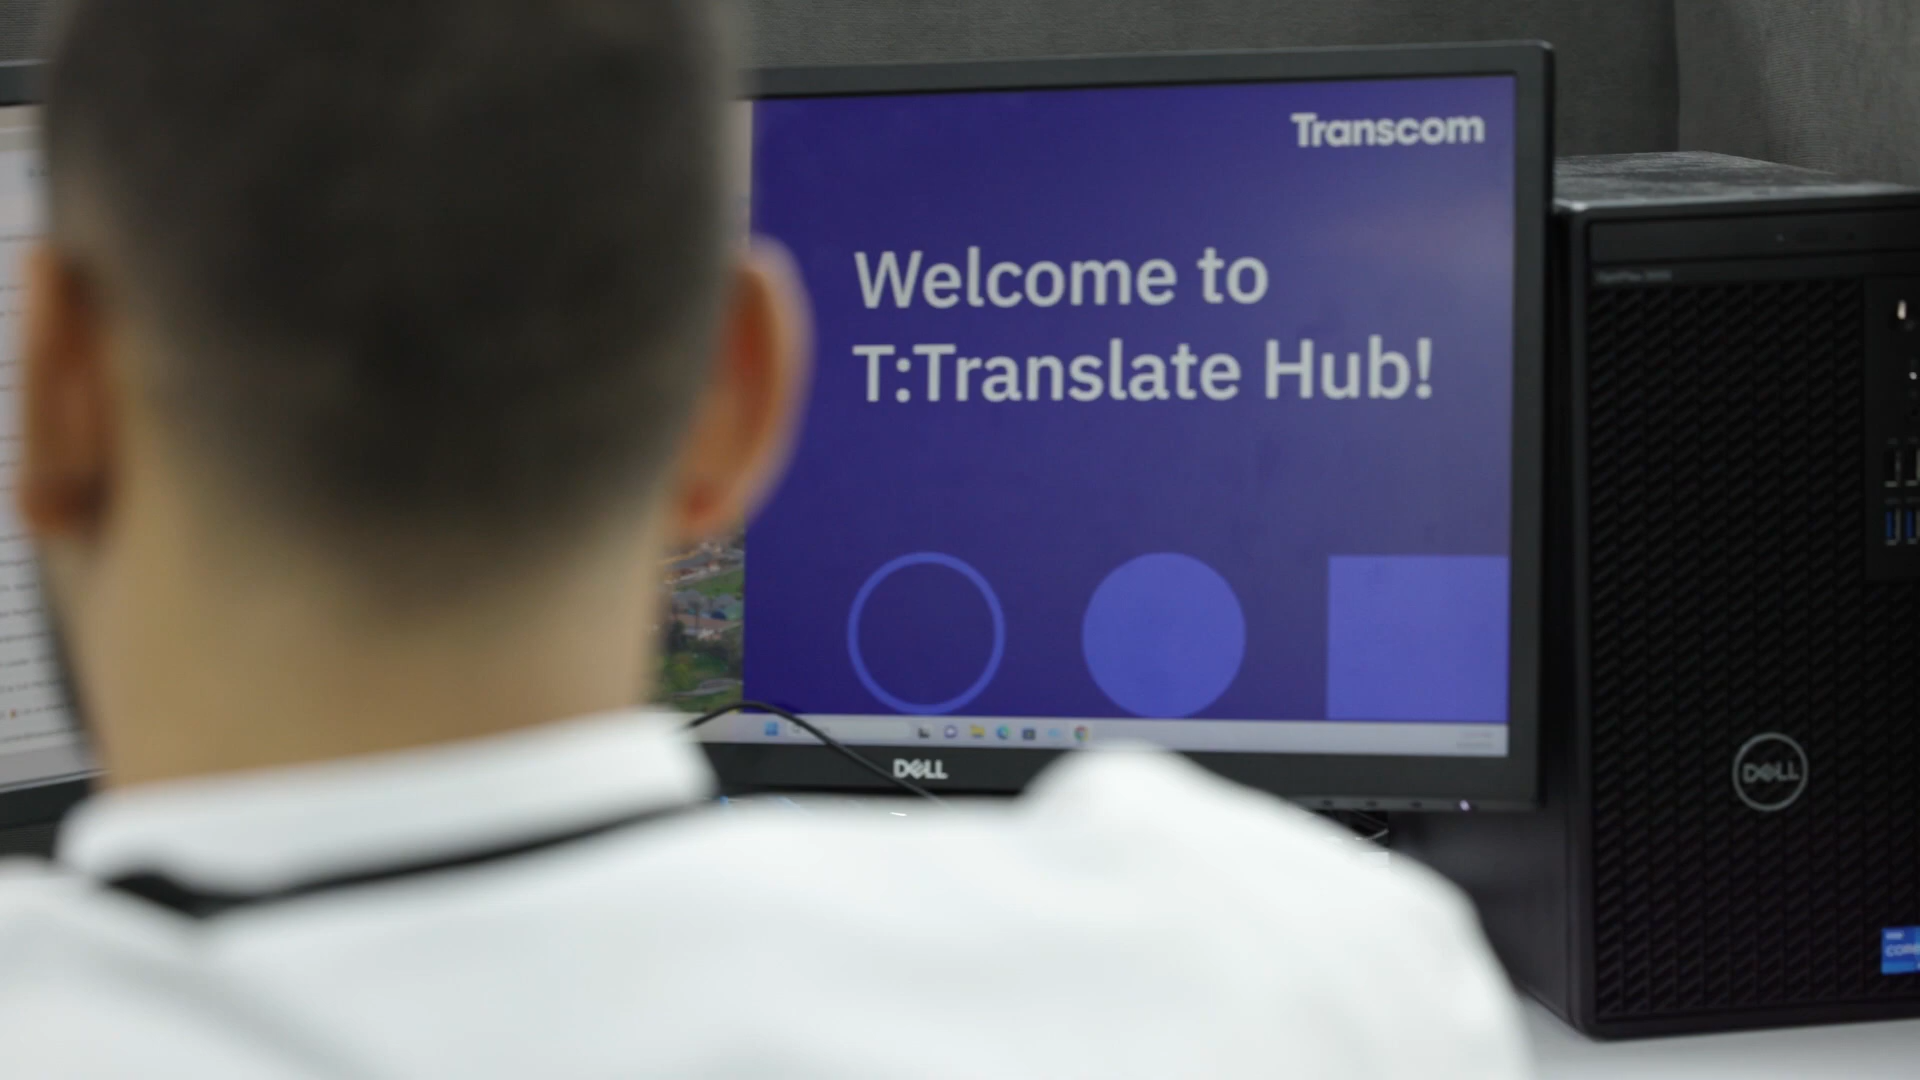 Transcom
Welcome to
T:Translate Hub!
DELL
DELL